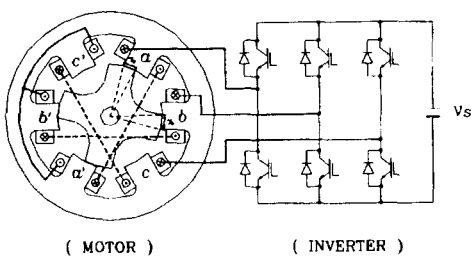 c'
a
b'
b
a'
c
Vs
( MOTOR )
( INVERTER )